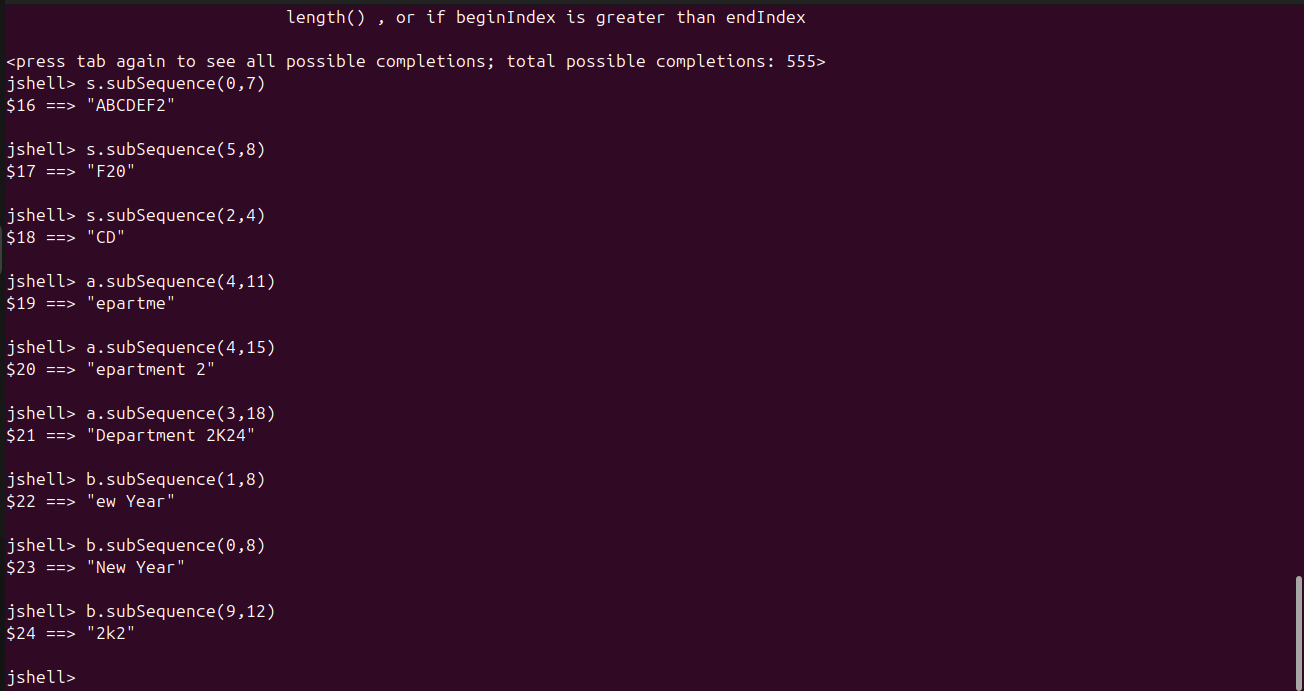 length() , or if beginIndex is greater than endIndex
<press tab again to see all possible completions; total possible completions: 555>
jshell> s.subSequence(0,7)
$16 ==> "ABCDEF2"
jshell> s.subSequence(5,8)
$17 ==> "F20"
jshell> s.subSequence(2,4)
$18 ==> "CD"
jshell> a.subSequence(4,11)
$19 ==> "epartme"
jshell> a.subSequence(4,15)
$20 ==> "epartment 2"
jshell> a.subSequence(3,18)
$21 ==> "Department 2K24"
jshell> b.subSequence(1,8)
$22 ==> "ew Year"
jshell> b.subSequence(0,8)
$23 ==> "New Year"
jshell> b.subSequence(9,12)
$24 ==> "2k2"
jshell>